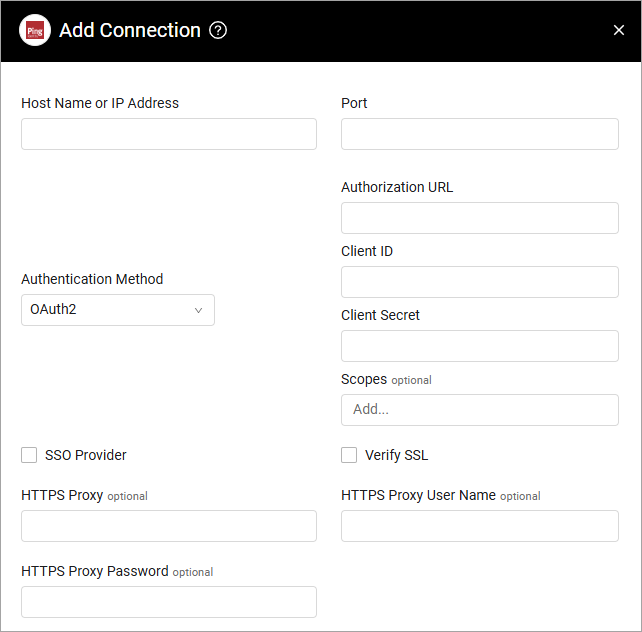 Ping
Add Connection ?
Host Name or IP Address
Port
Authorization URL
Client ID
Authentication Method
OAuth2
Client Secret
Scopes optional
Add...
SSO Provider
Verify SSL
HTTPS Proxy optional
HTTPS Proxy User Name optional
HTTPS Proxy Password optional